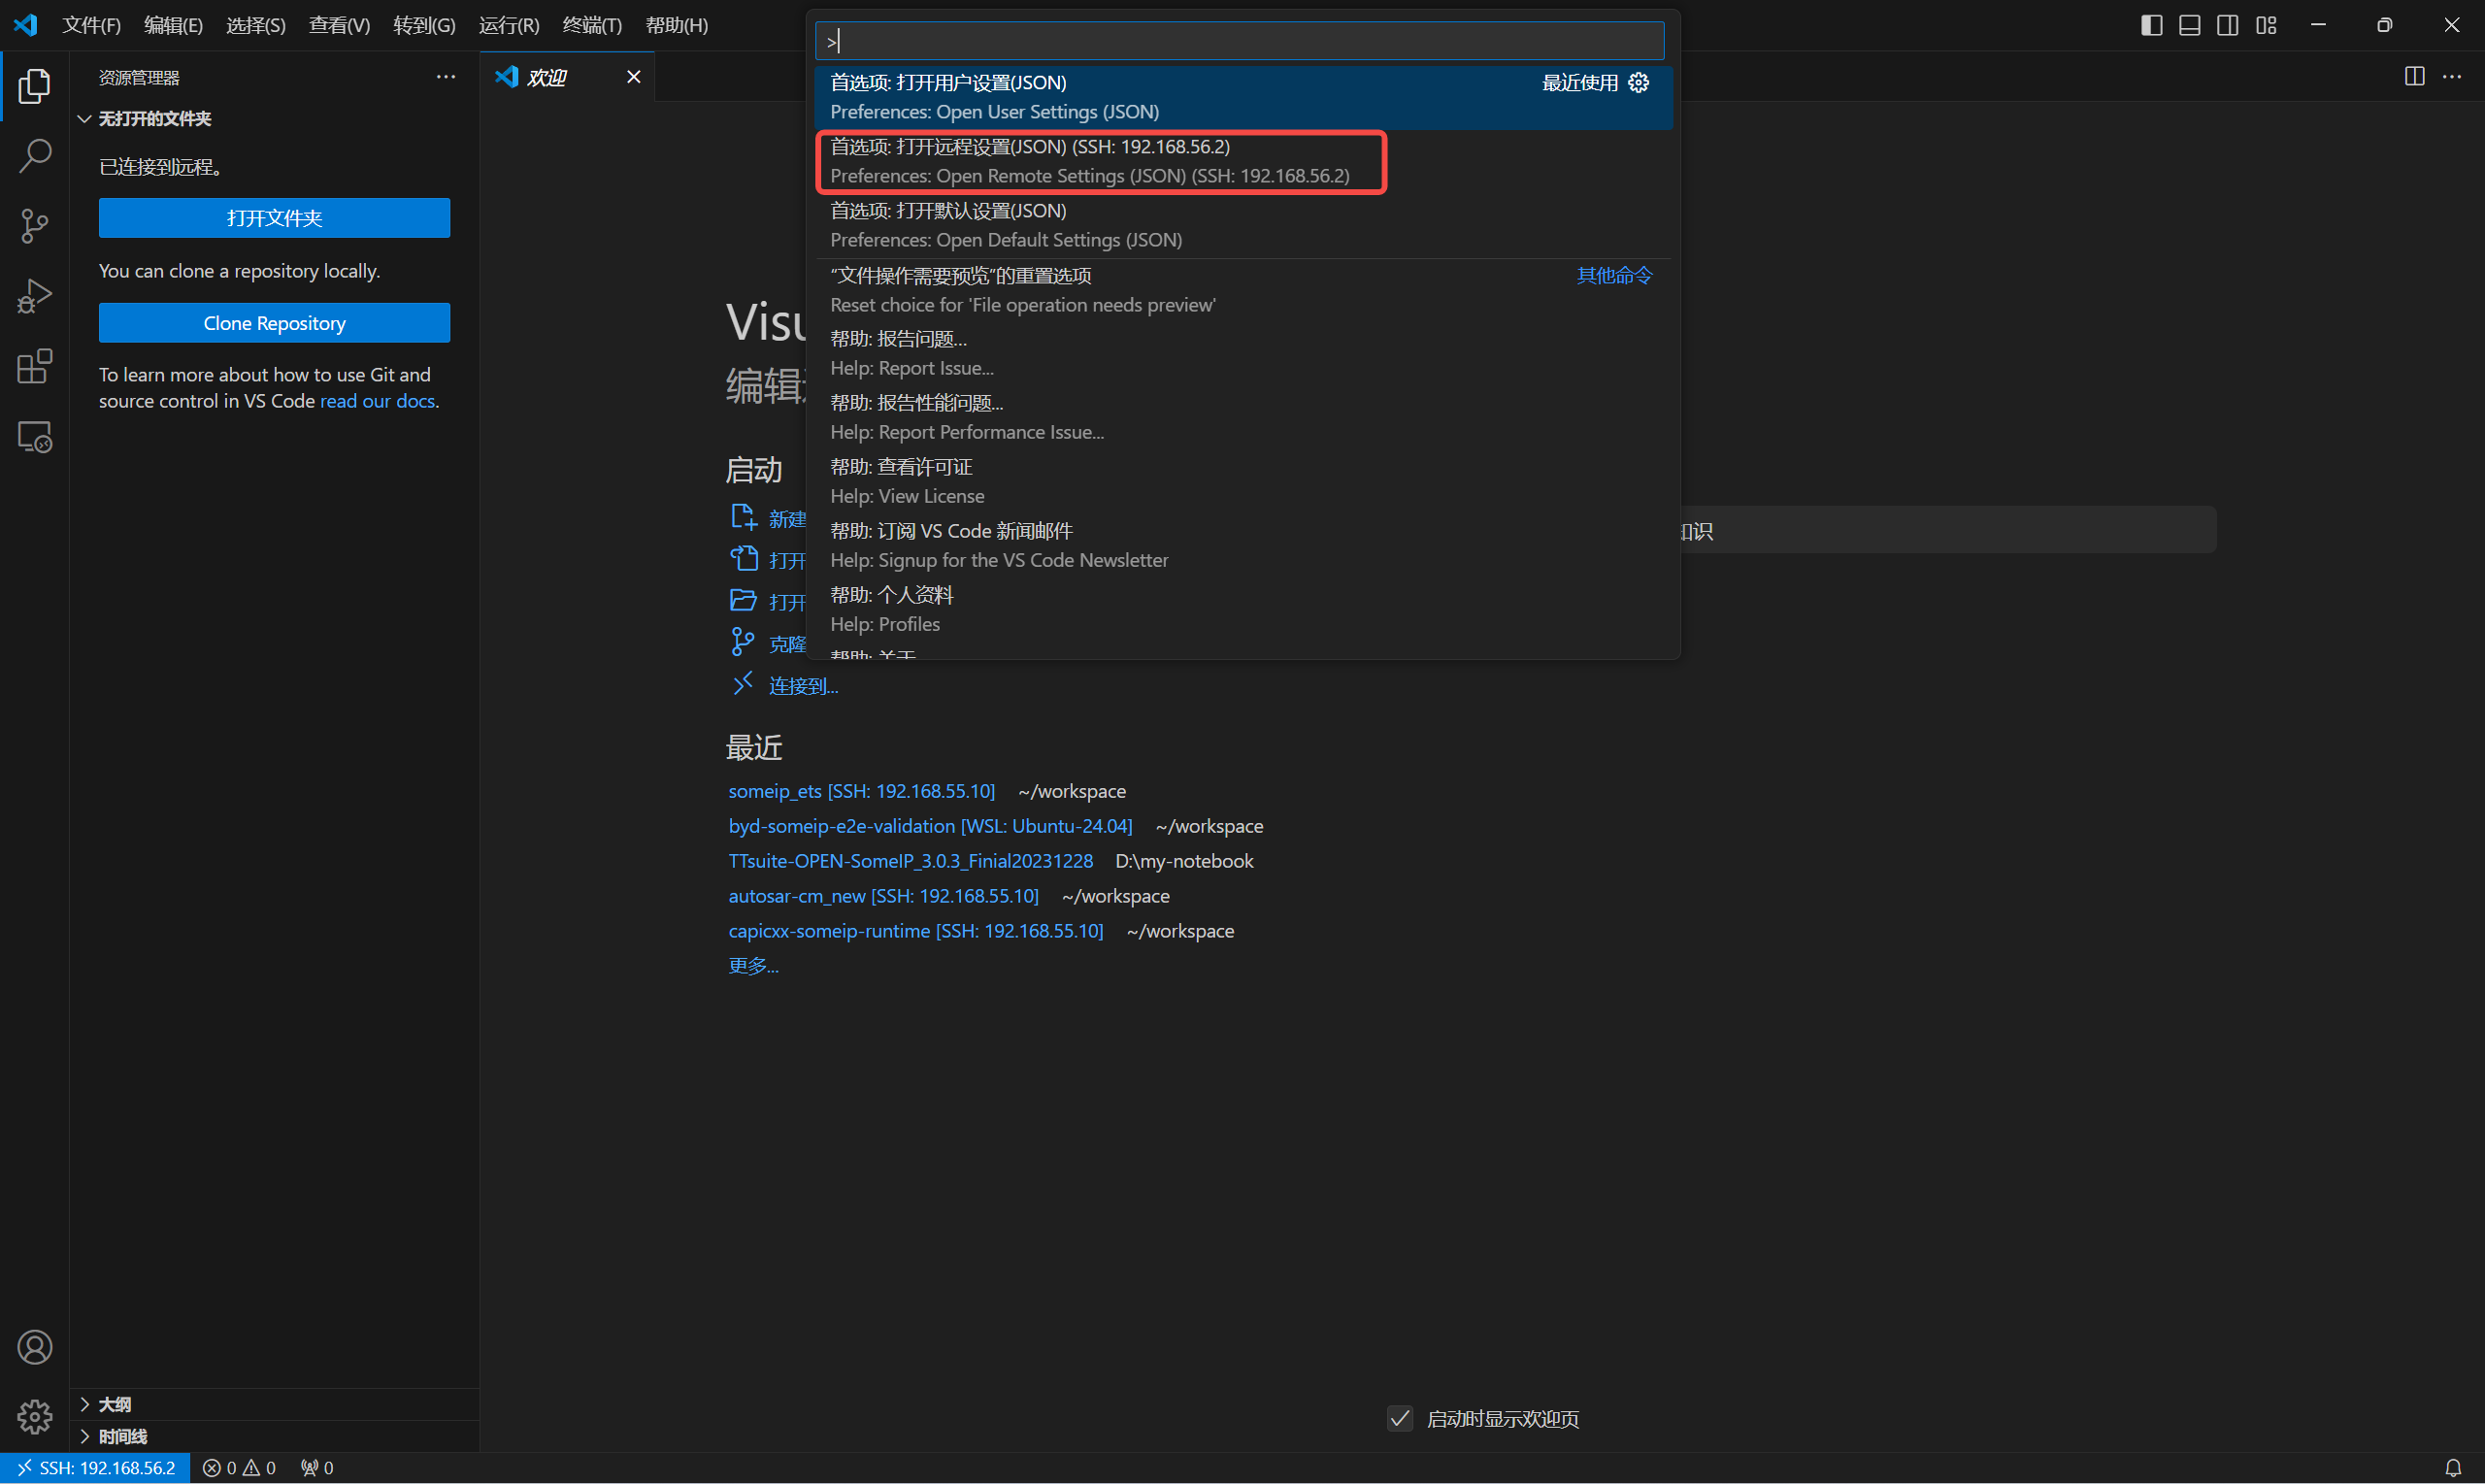 文件(F) 编辑(E) 选择(S) 查看(V) 转到(G) 运行(R) 终端(T) 帮助(H)
>
资源管理器
欢迎
无打开的文件夹
已连接到远程。
打开文件夹
You can clone a repository locally.
Clone Repository
To learn more about how to use Git and
source control in VS Code read our docs.
首选项: 打开用户设置(JSON) 最近使用
Preferences: Open User Settings (JSON)
首选项: 打开远程设置(JSON) (SSH: 192.168.56.2)
Preferences: Open Remote Settings (JSON) (SSH: 192.168.56.2)
首选项: 打开默认设置(JSON)
Preferences: Open Default Settings (JSON)
“文件操作需要预览”的重置选项 其他命令
Reset choice for 'File operation needs preview'
帮助: 报告问题...
Help: Report Issue...
帮助: 报告性能问题...
Help: Report Performance Issue...
帮助: 查看许可证
Help: View License
帮助: 订阅 VS Code 新闻邮件
Help: Signup for the VS Code Newsletter
帮助: 个人资料
Help: Profiles
帮助: 关于
Visu
编辑
启动
新建
打开
打开
克隆
连接到...
知识
最近
someip_ets [SSH: 192.168.55.10] ~/workspace
byd-someip-e2e-validation [WSL: Ubuntu-24.04] ~/workspace
TTsuite-OPEN-SomeIP_3.0.3_Finial20231228 D:\my-notebook
autosar-cm_new [SSH: 192.168.55.10] ~/workspace
capicxx-someip-runtime [SSH: 192.168.55.10] ~/workspace
更多...
启动时显示欢迎页
大纲
时间线
SSH: 192.168.56.2 0 0 0